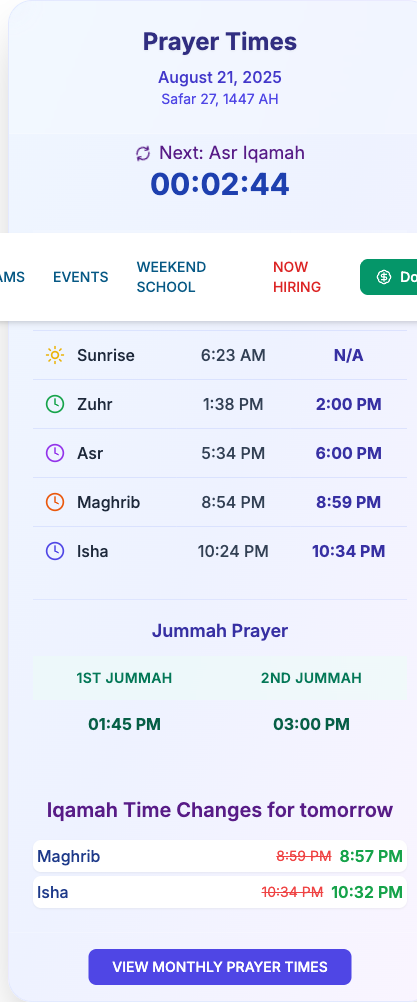 Prayer Times
August 21, 2025
Safar 27, 1447 AH
Next: Asr Iqamah
00:02:44
EVENTS WEEKEND SCHOOL NOW HIRING
Sunrise 6:23 AM N/A
Zuhr 1:38 PM 2:00 PM
Asr 5:34 PM 6:00 PM
Maghrib 8:54 PM 8:59 PM
Isha 10:24 PM 10:34 PM
Jummah Prayer
1ST JUMMAH 2ND JUMMAH
01:45 PM 03:00 PM
Iqamah Time Changes for tomorrow
Maghrib 8:59 PM 8:57 PM
Isha 10:34 PM 10:32 PM
VIEW MONTHLY PRAYER TIMES